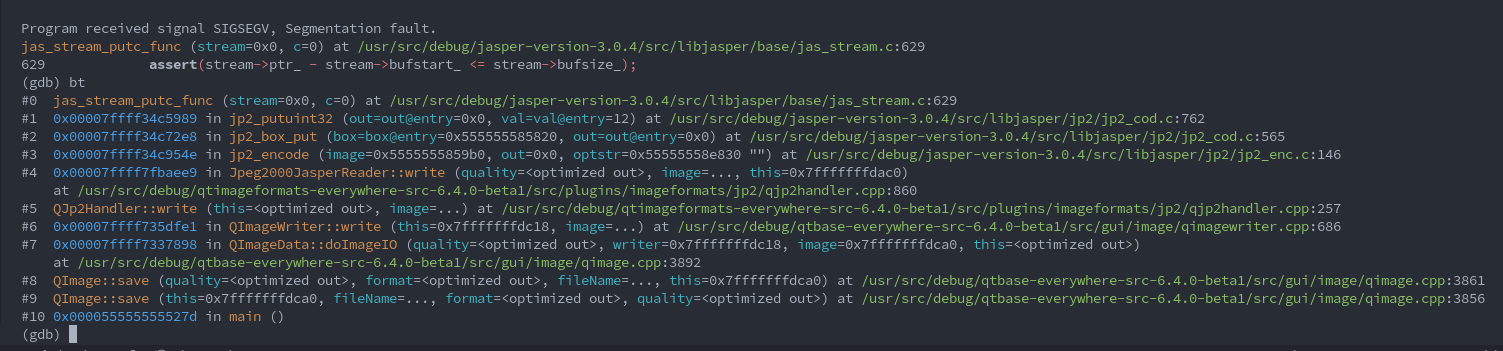 Program received signal SIGSEGV, Segmentation fault.
jas_stream_putc_func (stream=0x0, c=0) at /usr/src/debug/jasper-version-3.0.4/src/libjasper/base/jas_stream.c:629
629             assert(stream->ptr_ - stream->bufstart_ <= stream->bufsize_);
(gdb) bt
#0  jas_stream_putc_func (stream=0x0, c=0) at /usr/src/debug/jasper-version-3.0.4/src/libjasper/base/jas_stream.c:629
#1  0x00007ffff34c5989 in jp2_putuint32 (out=out@entry=0x0, val=val@entry=12) at /usr/src/debug/jasper-version-3.0.4/src/libjasper/jp2/jp2_cod.c:762
#2  0x00007ffff34c72e8 in jp2_box_put (box=box@entry=0x555555585820, out=out@entry=0x0) at /usr/src/debug/jasper-version-3.0.4/src/libjasper/jp2/jp2_cod.c:565
#3  0x00007ffff34c954e in jp2_encode (image=0x5555555859b0, out=0x0, optstr=0x55555558e830 "") at /usr/src/debug/jasper-version-3.0.4/src/libjasper/jp2/jp2_enc.c:146
#4  0x00007ffff7fbaee9 in Jpeg2000JasperReader::write (quality=<optimized out>, image=..., this=0x7fffffffdac0)
    at /usr/src/debug/qtimageformats-everywhere-src-6.4.0-beta1/src/plugins/imageformats/jp2/qjp2handler.cpp:860
#5  QJp2Handler::write (this=<optimized out>, image=...) at /usr/src/debug/qtimageformats-everywhere-src-6.4.0-beta1/src/plugins/imageformats/jp2/qjp2handler.cpp:257
#6  0x00007ffff735dfe1 in QImageWriter::write (this=0x7fffffffdc18, image=...) at /usr/src/debug/qtbase-everywhere-src-6.4.0-beta1/src/gui/image/qimagewriter.cpp:686
#7  0x00007ffff7337898 in QImageData::doImageIO (quality=<optimized out>, writer=0x7fffffffdc18, image=0x7fffffffdca0, this=<optimized out>)
    at /usr/src/debug/qtbase-everywhere-src-6.4.0-beta1/src/gui/image/qimage.cpp:3892
#8  QImage::save (quality=<optimized out>, format=<optimized out>, fileName=..., this=0x7fffffffdca0) at /usr/src/debug/qtbase-everywhere-src-6.4.0-beta1/src/gui/image/qimage.cpp:3861
#9  QImage::save (this=0x7fffffffdca0, fileName=..., format=<optimized out>, quality=<optimized out>) at /usr/src/debug/qtbase-everywhere-src-6.4.0-beta1/src/gui/image/qimage.cpp:3856
#10 0x000055555555527d in main ()
(gdb)